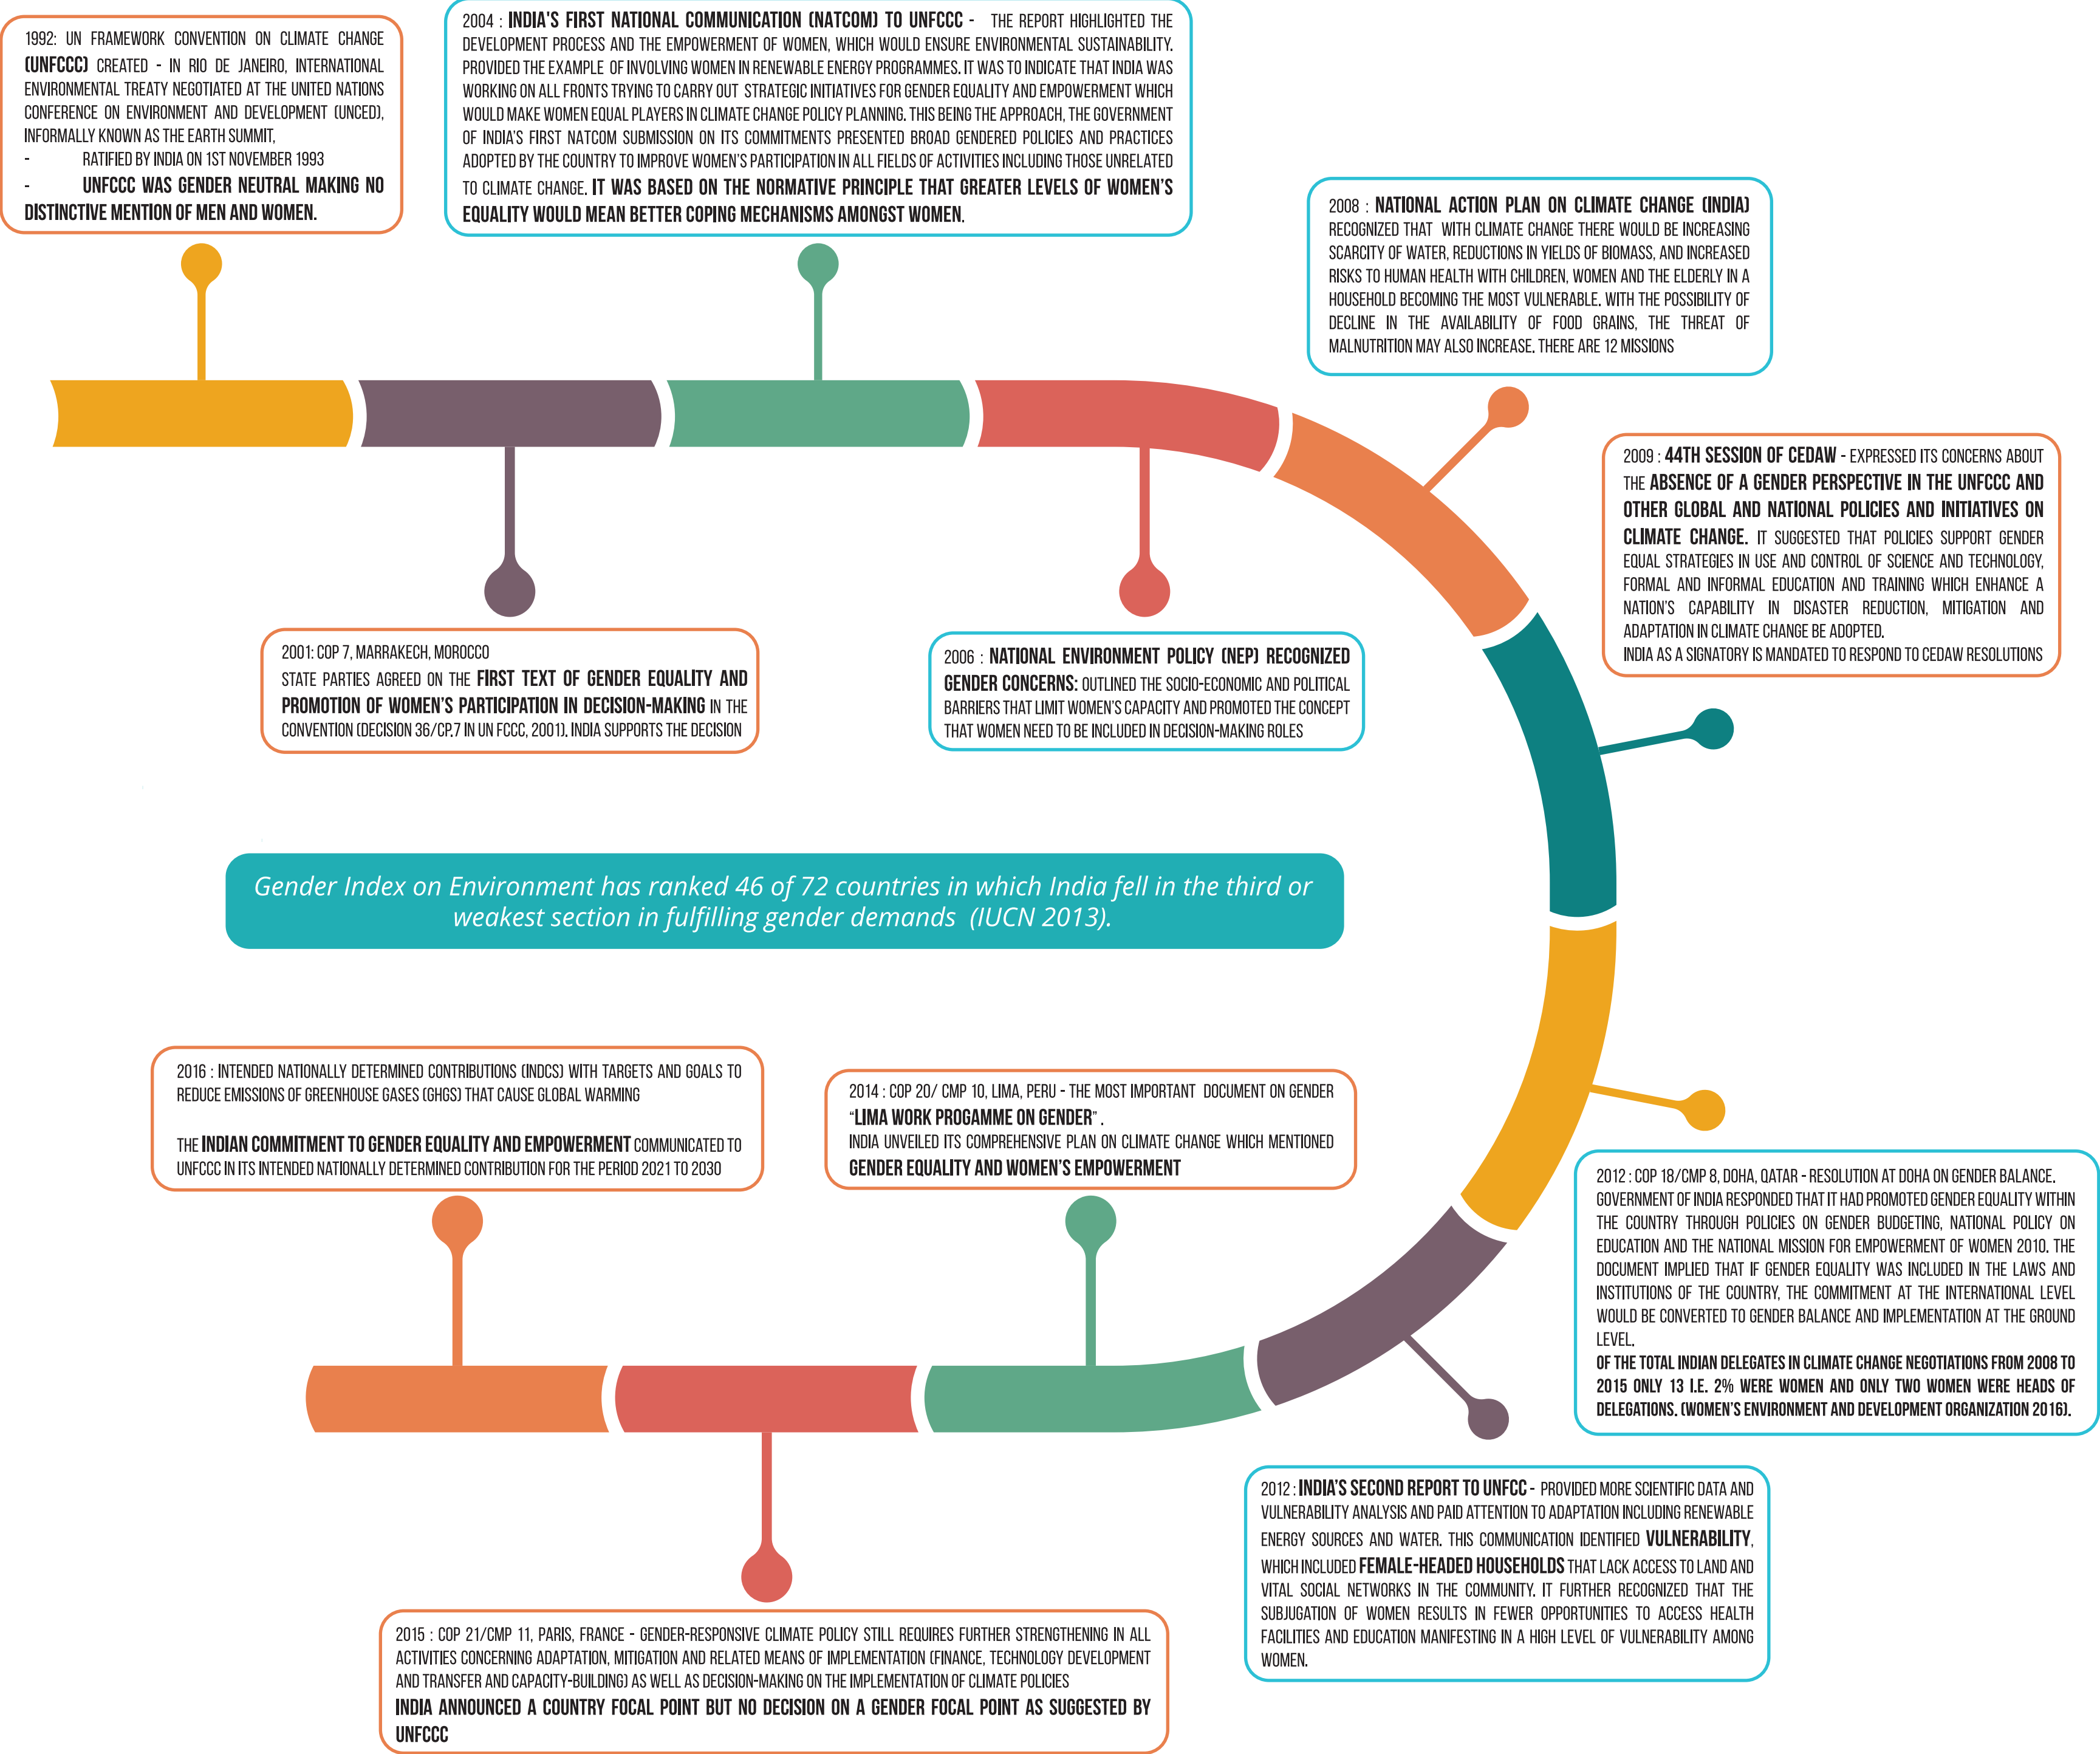 1992: UN FRAMEWORK CONVENTION ON CLIMATE CHANGE
(UNFCCC) CREATED - IN RIO DE JANEIRO, INTERNATIONAL
ENVIRONMENTAL TREATY NEGOTIATED AT THE UNITED NATIONS
CONFERENCE ON ENVIRONMENT AND DEVELOPMENT (UNCED),
INFORMALLY KNOWN AS THE EARTH SUMMIT,
- RATIFIED BY INDIA ON 1ST NOVEMBER 1993
- UNFCCC WAS GENDER NEUTRAL MAKING NO
DISTINCTIVE MENTION OF MEN AND WOMEN.
2004 : INDIA'S FIRST NATIONAL COMMUNICATION (NATCOM) TO UNFCCC - THE REPORT HIGHLIGHTED THE
DEVELOPMENT PROCESS AND THE EMPOWERMENT OF WOMEN, WHICH WOULD ENSURE ENVIRONMENTAL SUSTAINABILITY.
PROVIDED THE EXAMPLE OF INVOLVING WOMEN IN RENEWABLE ENERGY PROGRAMMES. IT WAS TO INDICATE THAT INDIA WAS
WORKING ON ALL FRONTS TRYING TO CARRY OUT STRATEGIC INITIATIVES FOR GENDER EQUALITY AND EMPOWERMENT WHICH
WOULD MAKE WOMEN EQUAL PLAYERS IN CLIMATE CHANGE POLICY PLANNING. THIS BEING THE APPROACH, THE GOVERNMENT
OF INDIA'S FIRST NATCOM SUBMISSION ON ITS COMMITMENTS PRESENTED BROAD GENDERED POLICIES AND PRACTICES
ADOPTED BY THE COUNTRY TO IMPROVE WOMEN'S PARTICIPATION IN ALL FIELDS OF ACTIVITIES INCLUDING THOSE UNRELATED
TO CLIMATE CHANGE. IT WAS BASED ON THE NORMATIVE PRINCIPLE THAT GREATER LEVELS OF WOMEN'S
EQUALITY WOULD MEAN BETTER COPING MECHANISMS AMONGST WOMEN.
2008 : NATIONAL ACTION PLAN ON CLIMATE CHANGE (INDIA)
RECOGNIZED THAT WITH CLIMATE CHANGE THERE WOULD BE INCREASING
SCARCITY OF WATER, REDUCTIONS IN YIELDS OF BIOMASS, AND INCREASED
RISKS TO HUMAN HEALTH WITH CHILDREN, WOMEN AND THE ELDERLY IN A
HOUSEHOLD BECOMING THE MOST VULNERABLE. WITH THE POSSIBILITY OF
DECLINE IN THE AVAILABILITY OF FOOD GRAINS, THE THREAT OF
MALNUTRITION MAY ALSO INCREASE. THERE ARE 12 MISSIONS
2009 : 44TH SESSION OF CEDAW - EXPRESSED ITS CONCERNS ABOUT
THE ABSENCE OF A GENDER PERSPECTIVE IN THE UNFCCC AND
OTHER GLOBAL AND NATIONAL POLICIES AND INITIATIVES ON
CLIMATE CHANGE. IT SUGGESTED THAT POLICIES SUPPORT GENDER
EQUAL STRATEGIES IN USE AND CONTROL OF SCIENCE AND TECHNOLOGY,
FORMAL AND INFORMAL EDUCATION AND TRAINING WHICH ENHANCE A
NATION'S CAPABILITY IN DISASTER REDUCTION, MITIGATION AND
ADAPTATION IN CLIMATE CHANGE BE ADOPTED.
INDIA AS A SIGNATORY IS MANDATED TO RESPOND TO CEDAW RESOLUTIONS
2001: COP 7, MARRAKECH, MOROCCO
STATE PARTIES AGREED ON THE FIRST TEXT OF GENDER EQUALITY AND
PROMOTION OF WOMEN'S PARTICIPATION IN DECISION-MAKING IN THE
CONVENTION (DECISION 36/CP.7 IN UN FCCC, 2001). INDIA SUPPORTS THE DECISION
2006 : NATIONAL ENVIRONMENT POLICY (NEP) RECOGNIZED
GENDER CONCERNS: OUTLINED THE SOCIO-ECONOMIC AND POLITICAL
BARRIERS THAT LIMIT WOMEN'S CAPACITY AND PROMOTED THE CONCEPT
THAT WOMEN NEED TO BE INCLUDED IN DECISION-MAKING ROLES
Gender Index on Environment has ranked 46 of 72 countries in which India fell in the third or
weakest section in fulfilling gender demands (IUCN 2013).
2016 : INTENDED NATIONALLY DETERMINED CONTRIBUTIONS (INDCS) WITH TARGETS AND GOALS TO
REDUCE EMISSIONS OF GREENHOUSE GASES (GHGS) THAT CAUSE GLOBAL WARMING
THE INDIAN COMMITMENT TO GENDER EQUALITY AND EMPOWERMENT COMMUNICATED TO
UNFCCC IN ITS INTENDED NATIONALLY DETERMINED CONTRIBUTION FOR THE PERIOD 2021 TO 2030
2014 : COP 20/ CMP 10, LIMA, PERU - THE MOST IMPORTANT DOCUMENT ON GENDER
“LIMA WORK PROGAMME ON GENDER” .
INDIA UNVEILED ITS COMPREHENSIVE PLAN ON CLIMATE CHANGE WHICH MENTIONED
GENDER EQUALITY AND WOMEN'S EMPOWERMENT
2012 : COP 18/CMP 8, DOHA, QATAR - RESOLUTION AT DOHA ON GENDER BALANCE.
GOVERNMENT OF INDIA RESPONDED THAT IT HAD PROMOTED GENDER EQUALITY WITHIN
THE COUNTRY THROUGH POLICIES ON GENDER BUDGETING, NATIONAL POLICY ON
EDUCATION AND THE NATIONAL MISSION FOR EMPOWERMENT OF WOMEN 2010. THE
DOCUMENT IMPLIED THAT IF GENDER EQUALITY WAS INCLUDED IN THE LAWS AND
INSTITUTIONS OF THE COUNTRY, THE COMMITMENT AT THE INTERNATIONAL LEVEL
WOULD BE CONVERTED TO GENDER BALANCE AND IMPLEMENTATION AT THE GROUND
LEVEL.
OF THE TOTAL INDIAN DELEGATES IN CLIMATE CHANGE NEGOTIATIONS FROM 2008 TO
2015 ONLY 13 I.E. 2% WERE WOMEN AND ONLY TWO WOMEN WERE HEADS OF
DELEGATIONS. (WOMEN'S ENVIRONMENT AND DEVELOPMENT ORGANIZATION 2016).
2012 : INDIA'S SECOND REPORT TO UNFCC - PROVIDED MORE SCIENTIFIC DATA AND
VULNERABILITY ANALYSIS AND PAID ATTENTION TO ADAPTATION INCLUDING RENEWABLE
ENERGY SOURCES AND WATER. THIS COMMUNICATION IDENTIFIED VULNERABILITY,
WHICH INCLUDED FEMALE-HEADED HOUSEHOLDS THAT LACK ACCESS TO LAND AND
VITAL SOCIAL NETWORKS IN THE COMMUNITY. IT FURTHER RECOGNIZED THAT THE
SUBJUGATION OF WOMEN RESULTS IN FEWER OPPORTUNITIES TO ACCESS HEALTH
FACILITIES AND EDUCATION MANIFESTING IN A HIGH LEVEL OF VULNERABILITY AMONG
WOMEN.
2015 : COP 21/CMP 11, PARIS, FRANCE - GENDER-RESPONSIVE CLIMATE POLICY STILL REQUIRES FURTHER STRENGTHENING IN ALL
ACTIVITIES CONCERNING ADAPTATION, MITIGATION AND RELATED MEANS OF IMPLEMENTATION (FINANCE, TECHNOLOGY DEVELOPMENT
AND TRANSFER AND CAPACITY-BUILDING) AS WELL AS DECISION-MAKING ON THE IMPLEMENTATION OF CLIMATE POLICIES
INDIA ANNOUNCED A COUNTRY FOCAL POINT BUT NO DECISION ON A GENDER FOCAL POINT AS SUGGESTED BY
UNFCCC